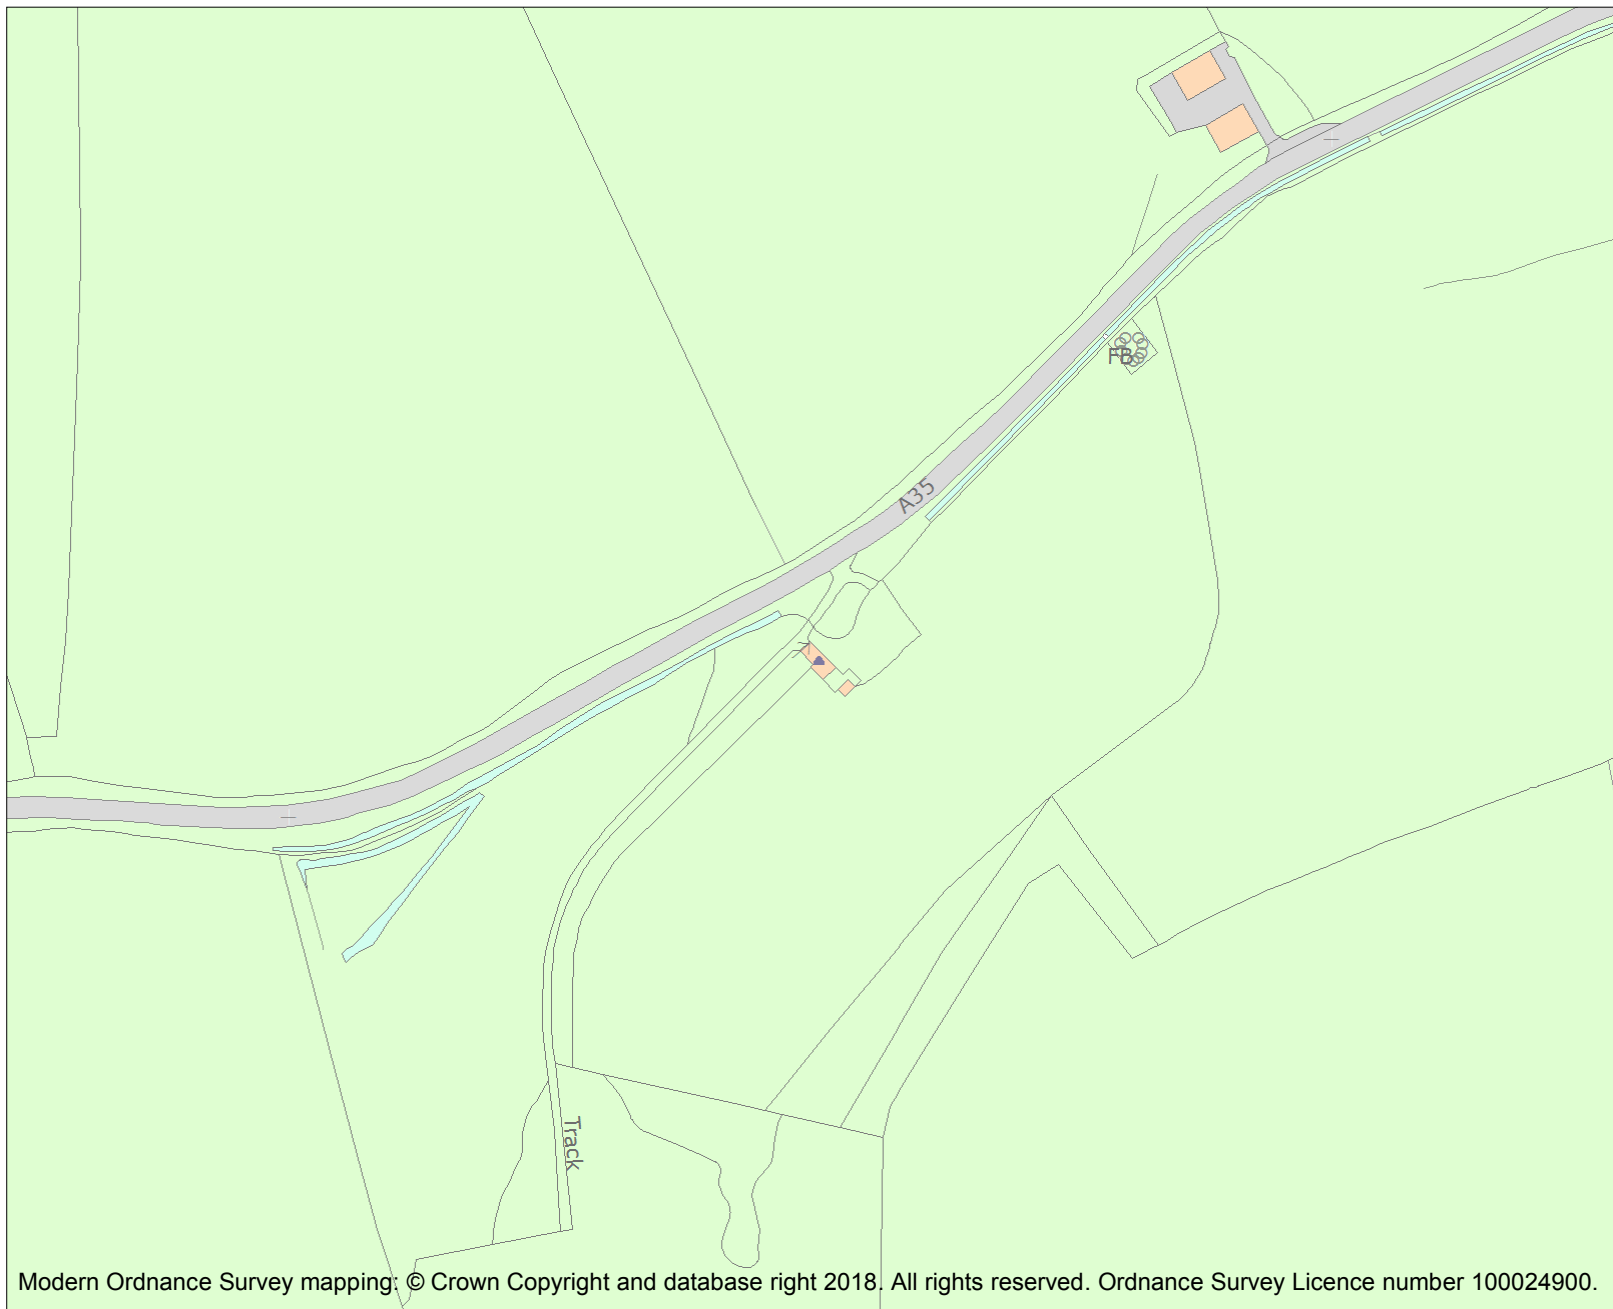 FB
A35
Track
Modern Ordnance Survey mapping: © Crown Copyright and database right 2018. All rights reserved. Ordnance Survey Licence number 100024900.